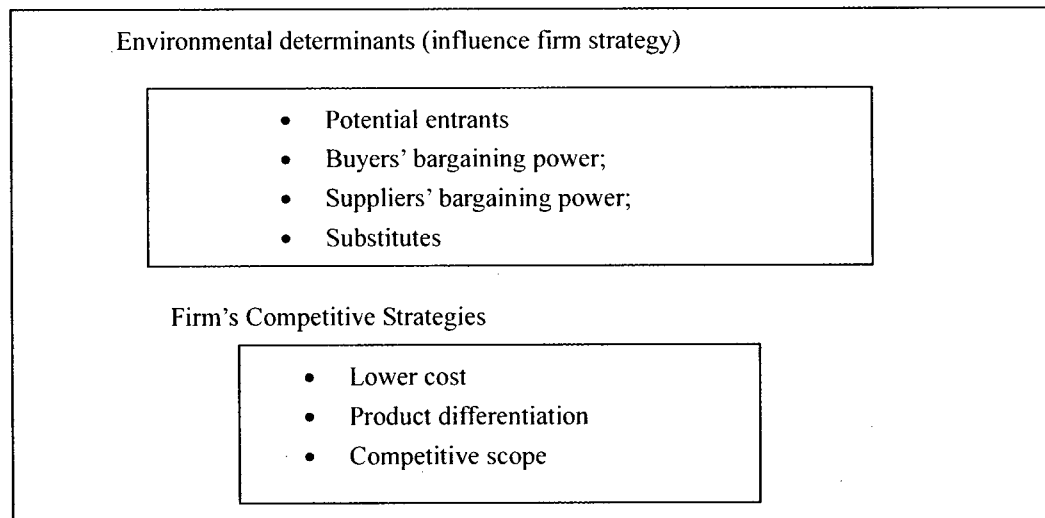 Environmental determinants (influence firm strategy)
• Potential entrants
• Buyers’ bargaining power;
• Suppliers’ bargaining power;
• Substitutes
Firm’s Competitive Strategies
• Lower cost
• Product differentiation
• Competitive scope